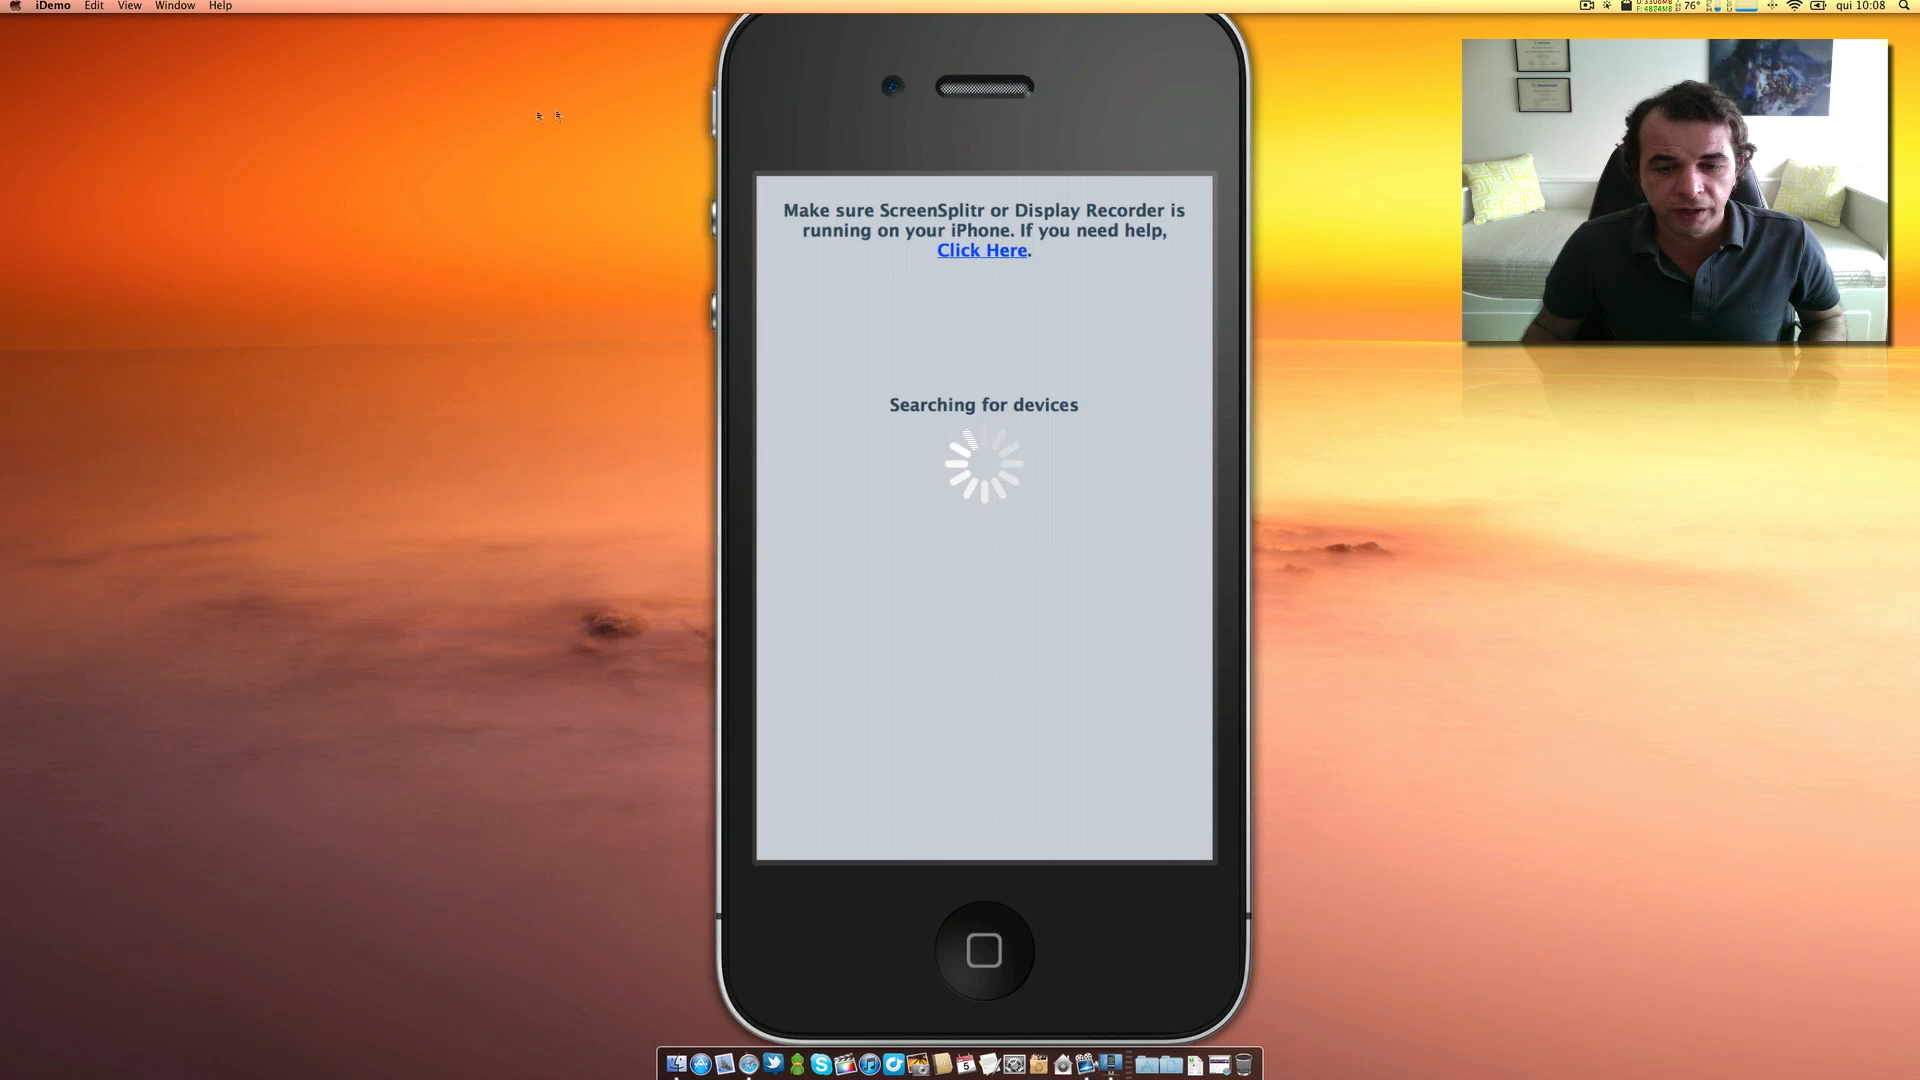 iDemo Edit View Window Help
76° qui 10:08
Make sure ScreenSplitr or Display Recorder is
running on your iPhone. If you need help,
Click Here.
Searching for devices
5